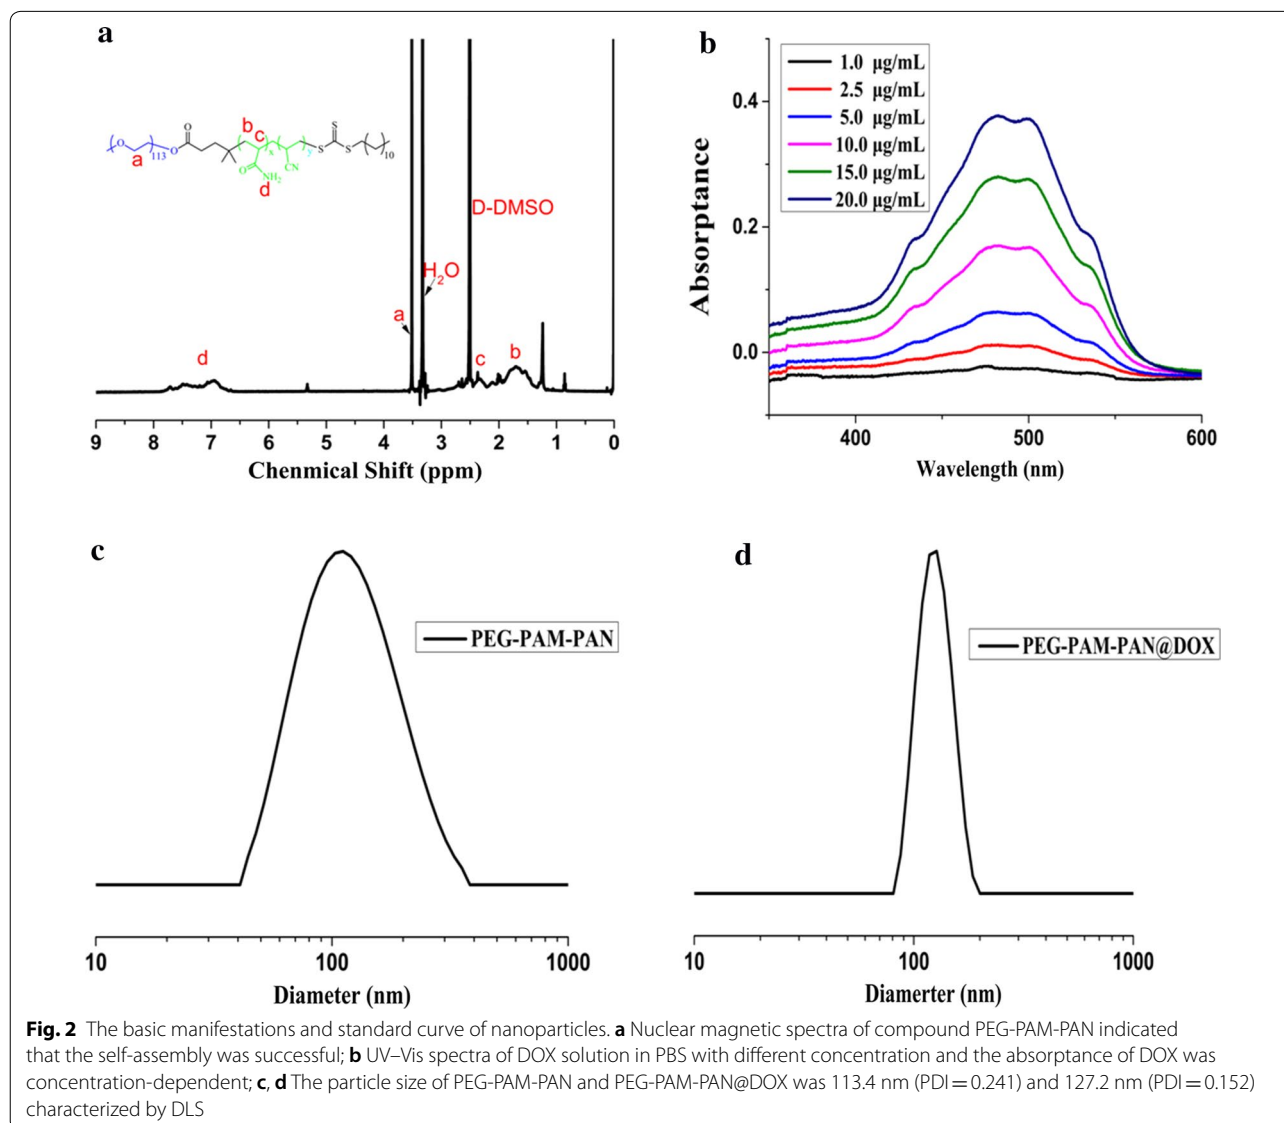 a
b
c
x
y
O
113
a
O
O
O
NH2
d
CN
S
S
S
10
D-DMSO
H2O
a
d
c
b
9 8 7 6 5 4 3 2 1 0
Chenmical Shift (ppm)
b
1.0 μg/mL
2.5 μg/mL
5.0 μg/mL
10.0 μg/mL
15.0 μg/mL
20.0 μg/mL
Absorptance
0.4
0.2
0.0
400 500 600
Wavelength (nm)
c
PEG-PAM-PAN
10 100 1000
Diameter (nm)
d
PEG-PAM-PAN@DOX
10 100 1000
Diamerter (nm)
Fig. 2 The basic manifestations and standard curve of nanoparticles. a Nuclear magnetic spectra of compound PEG-PAM-PAN indicated
that the self-assembly was successful; b UV–Vis spectra of DOX solution in PBS with different concentration and the absorptance of DOX was
concentration-dependent; c, d The particle size of PEG-PAM-PAN and PEG-PAM-PAN@DOX was 113.4 nm (PDI = 0.241) and 127.2 nm (PDI = 0.152)
characterized by DLS